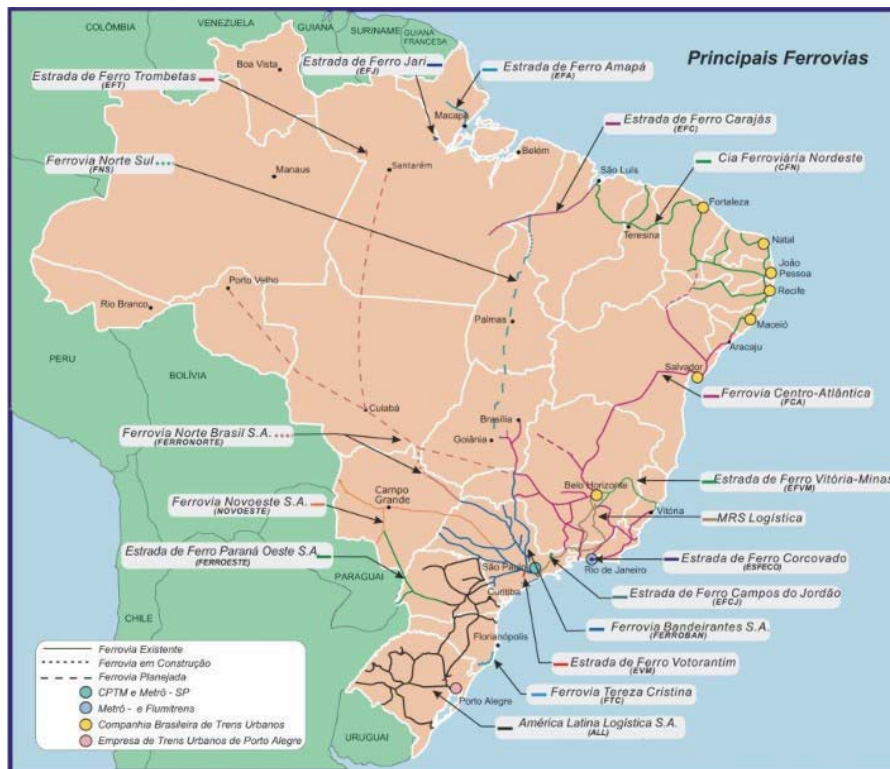 COLÔMBIA
VENEZUELA
GUIANA
SURINAME
GUIANA
FRANCESA
Principais Ferrovias
Boa Vista
Estrada de Ferro Jari
(EFJ)
Estrada de Ferro Amapá
(EFA)
Estrada de Ferro Trombetas
(EFT)
Macapá
Estrada de Ferro Carajás
(EFC)
Ferrovia Norte Sul
(FNS)
Manaus
Santarém
Belém
São Luís
Cia Ferroviária Nordeste
(CFN)
Fortaleza
Teresina
Natal
João
Pessoa
Porto Velho
Recife
Rio Branco
Palmas
Maceió
Aracaju
PERU
BOLÍVIA
Salvador
Ferrovia Centro-Atlântica
(FCA)
Cuiabá
Brasília
Goiânia
Ferrovia Norte Brasil S.A.
(FERRONORTE)
Belo Horizonte
Estrada de Ferro Vitória-Minas
(EFVM)
Ferrovia Novoeste S.A.
(NOVOESTE)
Campo
Grande
Vitória
MRS Logística
Estrada de Ferro Paraná Oeste S.A
(FERROESTE)
São Paulo
Rio de Janeiro
Estrada de Ferro Corcovado
(ESFECO)
PARAGUAI
Curitiba
Estrada de Ferro Campos do Jordão
(EFCJ)
CHILE
Ferrovia Bandeirantes S.A.
(FERROBAN)
Florianópolis
Estrada de Ferro Votorantim
(EVM)
Ferrovia Tereza Cristina
(FTC)
Porto Alegre
América Latina Logística S.A.
(ALL)
URUGUAI
Ferrovia Existente
Ferrovia em Construção
Ferrovia Planejada
CPTM e Metrô - SP
Metrô - e Flumitrens
Companhia Brasileira de Trens Urbanos
Empresa de Trens Urbanos de Porto Alegre